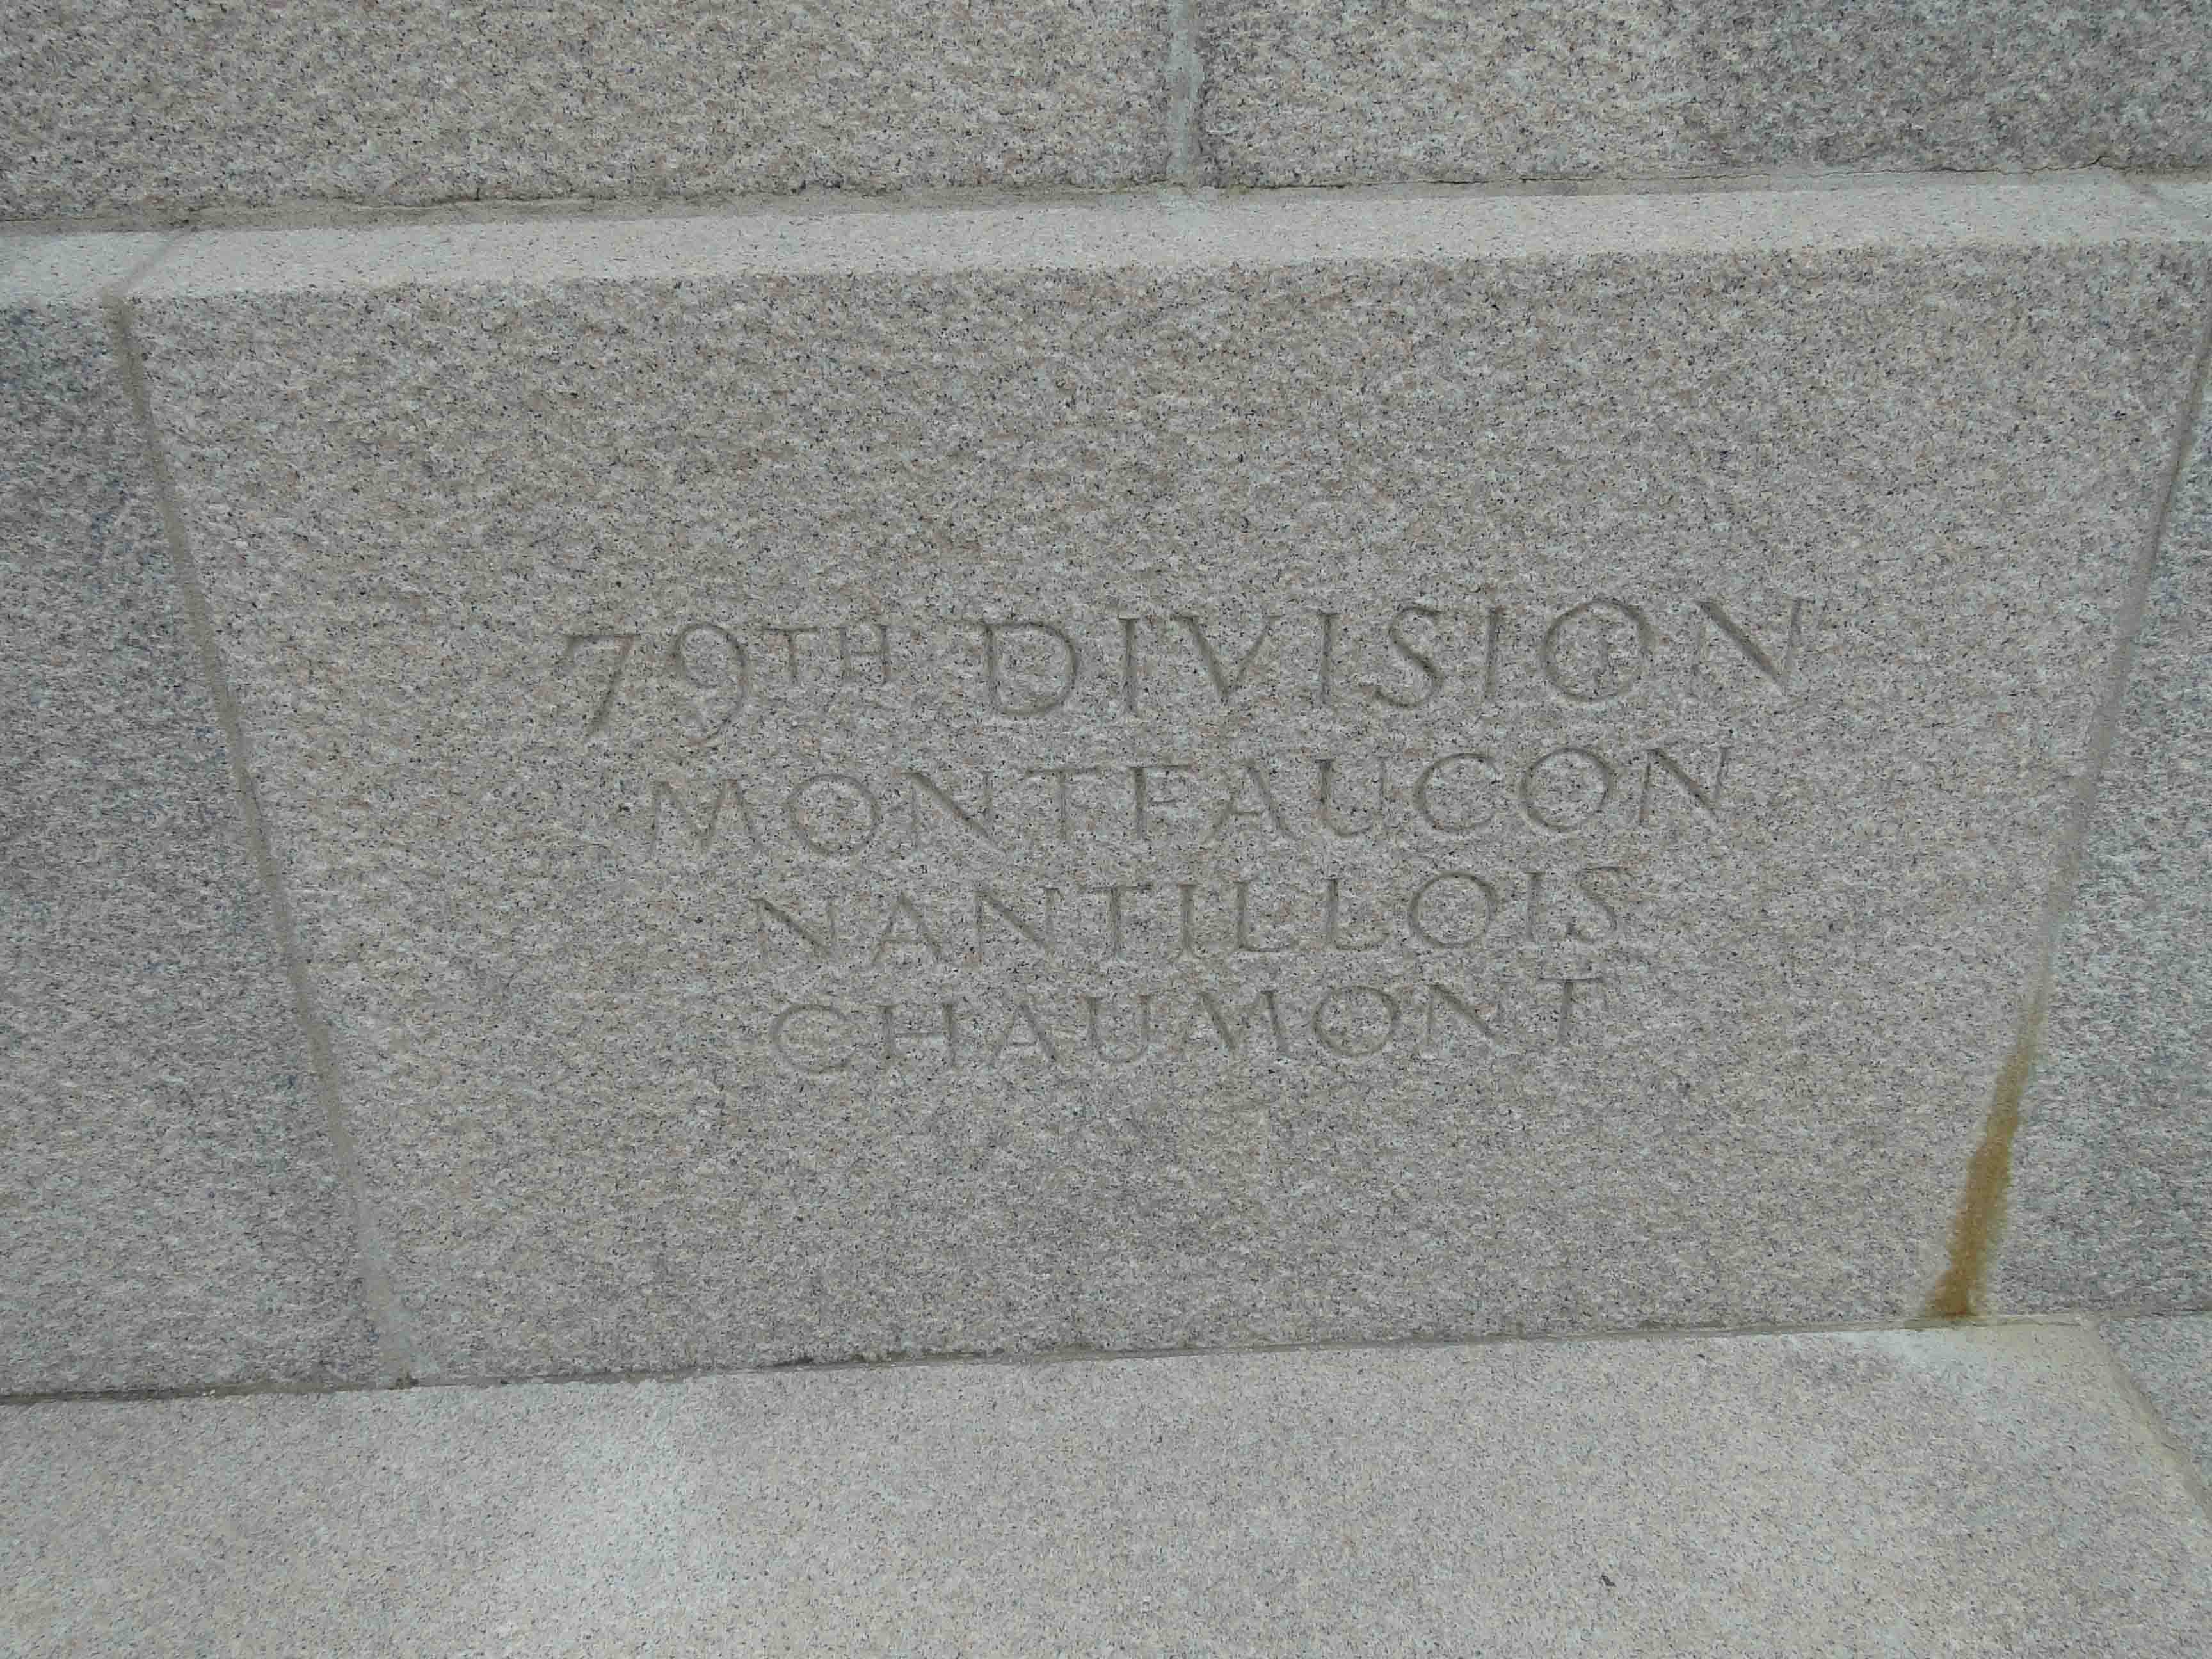 79TH DIVISION
MONTFAUCON
NANTILLOIS
CHAUMONT